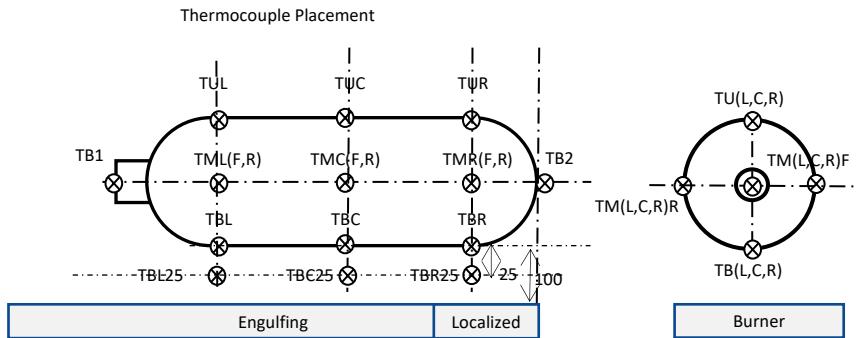 Thermocouple Placement
TUL TUC TUR
TB1 TML(F,R) TMC(F,R) TMR(F,R) TB2
TBL TBC TBR
TBL25 TBC25 TBR25 25 100
Engulfing Localized
TU(L,C,R)
TM(L,C,R)F
TM(L,C,R)R
TB(L,C,R)
Burner